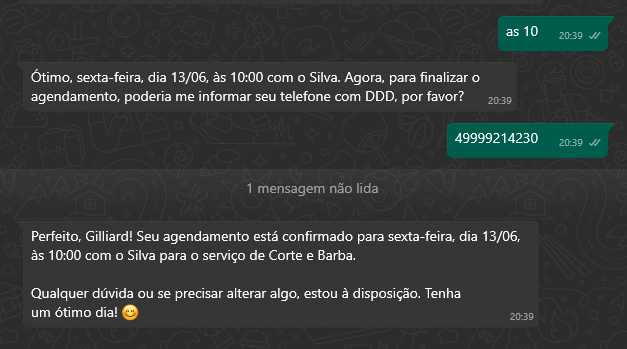 as 10
20:39
Ótimo, sexta-feira, dia 13/06, às 10:00 com o Silva. Agora, para finalizar o
agendamento, poderia me informar seu telefone com DDD, por favor?
20:39
49999214230
20:39
1 mensagem não lida
Perfeito, Gilliard! Seu agendamento está confirmado para sexta-feira, dia 13/06,
às 10:00 com o Silva para o serviço de Corte e Barba.
Qualquer dúvida ou se precisar alterar algo, estou à disposição. Tenha
um ótimo dia! 😊
20:39